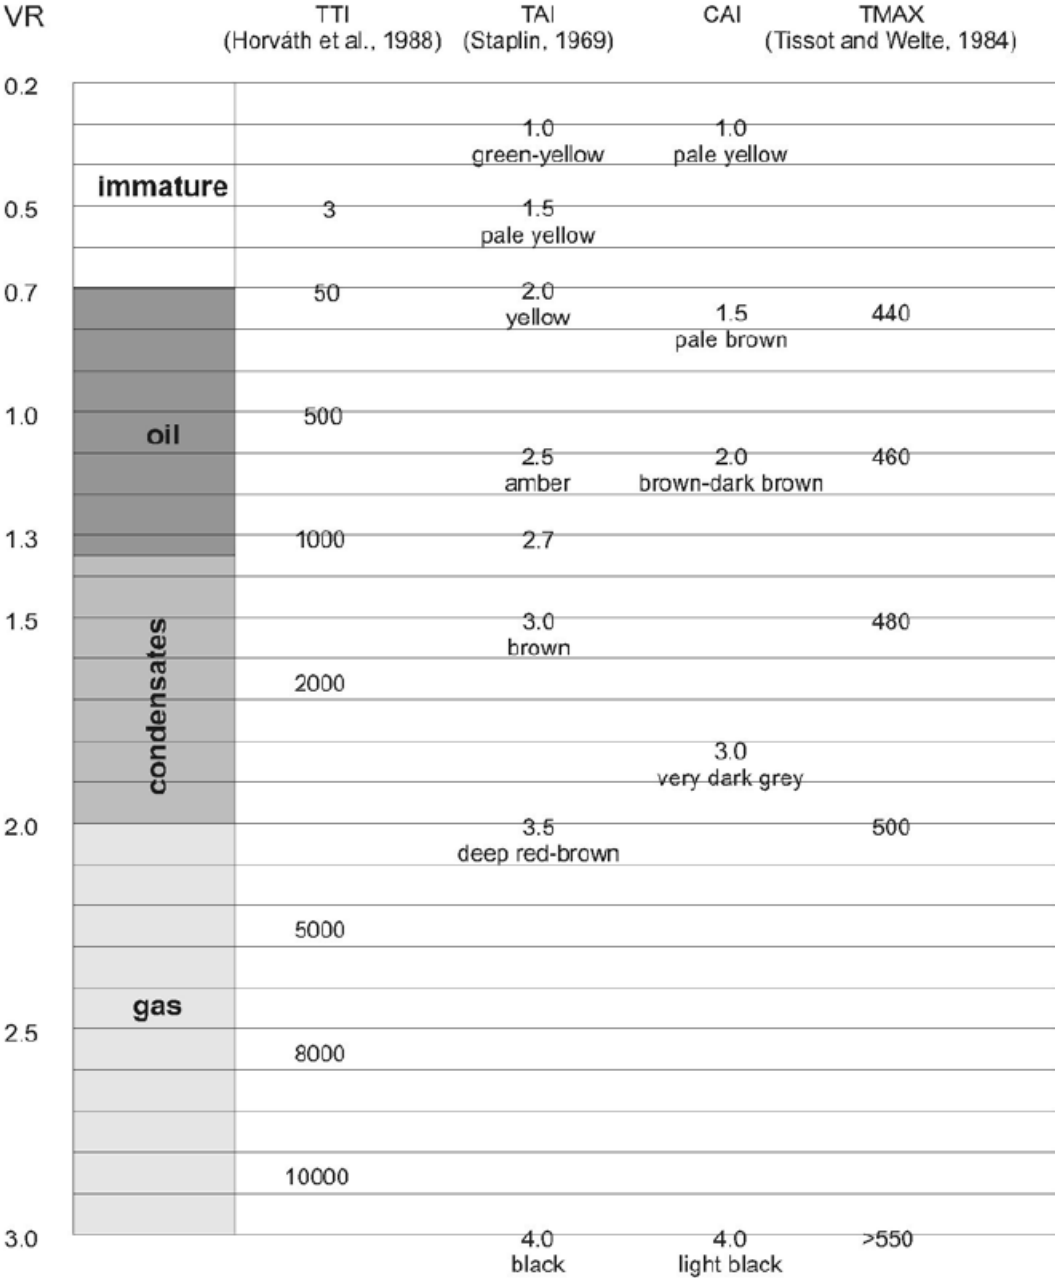 VR TTI TAI CAI TMAX
(Horváth et al., 1988) (Staplin, 1969) (Tissot and Welte, 1984)
0.2
1.0 1.0
green-yellow pale yellow
immature
0.5 3 1.5
pale yellow
0.7 50 2.0
yellow 1.5 440
pale brown
1.0 500
oil
2.5 2.0 460
amber brown-dark brown
1.3 1000 2.7
1.5 3.0 480
brown
condensates
2000
3.0
very dark grey
2.0 3.5 500
deep red-brown
5000
gas
2.5
8000
10000
3.0 4.0 4.0 >550
black light black